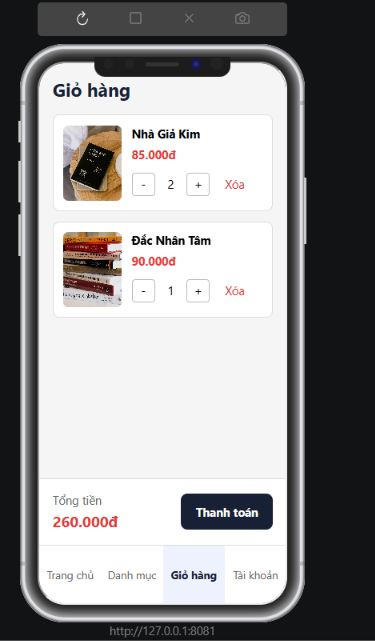 Giỏ hàng
Nhà Giả Kim
85.000đ
- 2 + Xóa
Đắc Nhân Tâm
90.000đ
- 1 + Xóa
Tổng tiền
260.000đ
Thanh toán
Trang chủ Danh mục Giỏ hàng Tài khoản
http://127.0.0.1:8081